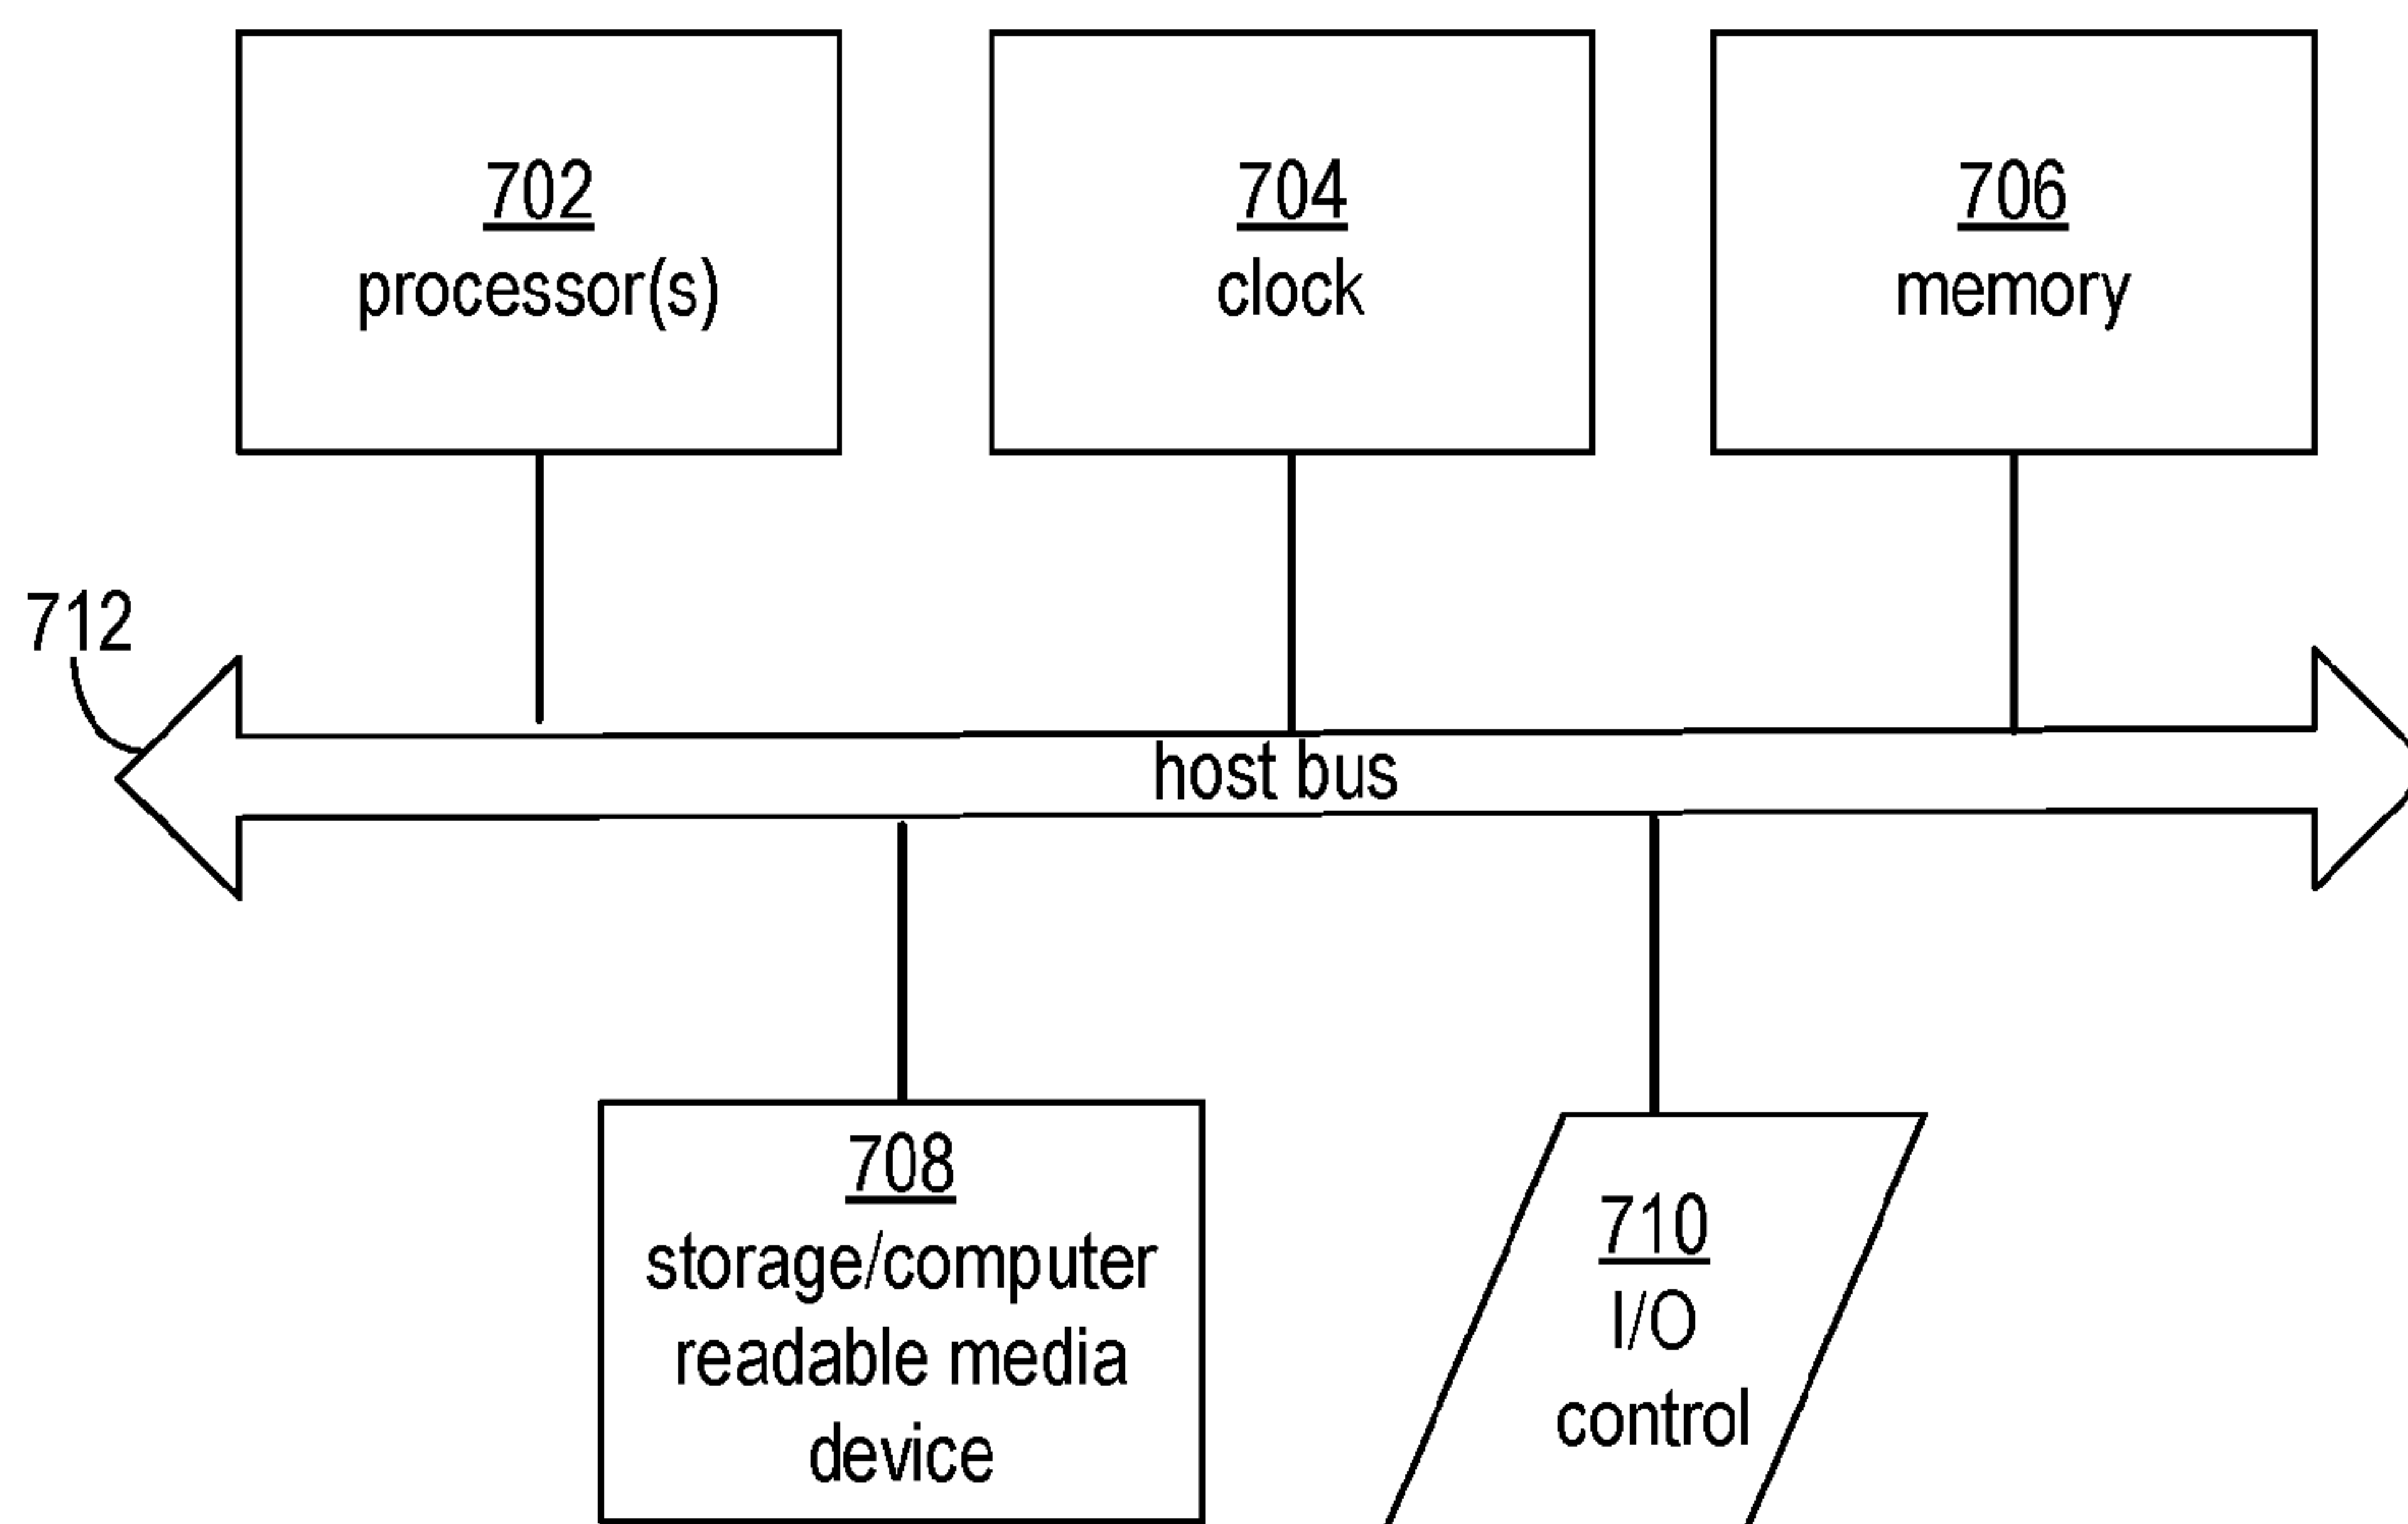 702
processor(s)
704
clock
706
memory
712
host bus
708
storage/computer
readable media
device
710
I/O
control